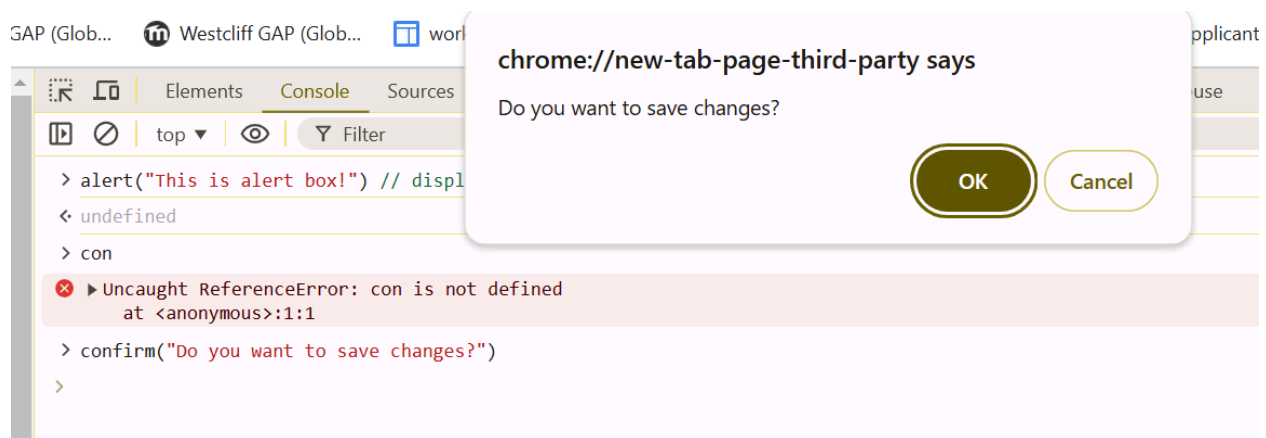 GAP (Glob... Westcliff GAP (Glob... work
pplicant
chrome://new-tab-page-third-party says
Do you want to save changes?
OK Cancel
Elements Console Sources
use
top ▼ Filter
> alert("This is alert box!") // displ
undefined
> con
Uncaught ReferenceError: con is not defined
at <anonymous>:1:1
> confirm("Do you want to save changes?")
>